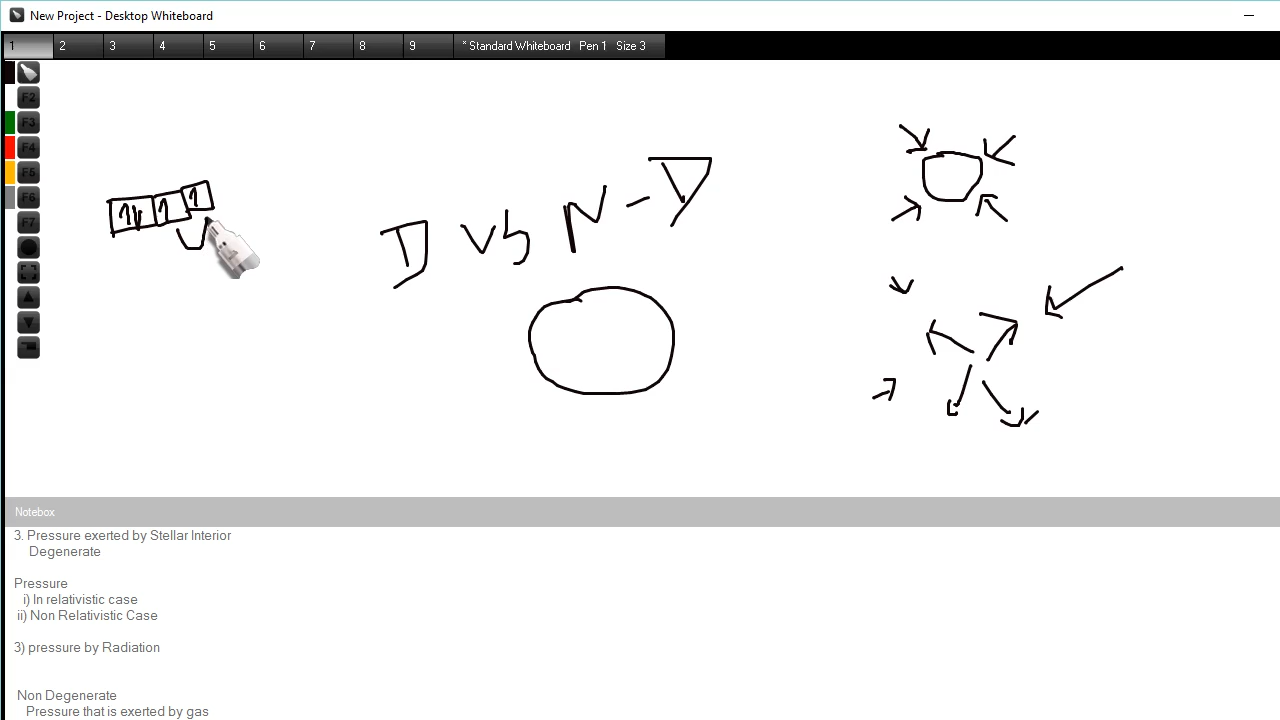 New Project - Desktop Whiteboard
1 2 3 4 5 6 7 8 9 * Standard Whiteboard Pen 1 Size 3
F2
F3
F4
F5
F6
F7
D vs N-D
Notebox
3. Pressure exerted by Stellar Interior
Degenerate
Pressure
i) In relativistic case
ii) Non Relativistic Case
3) pressure by Radiation
Non Degenerate
Pressure that is exerted by gas